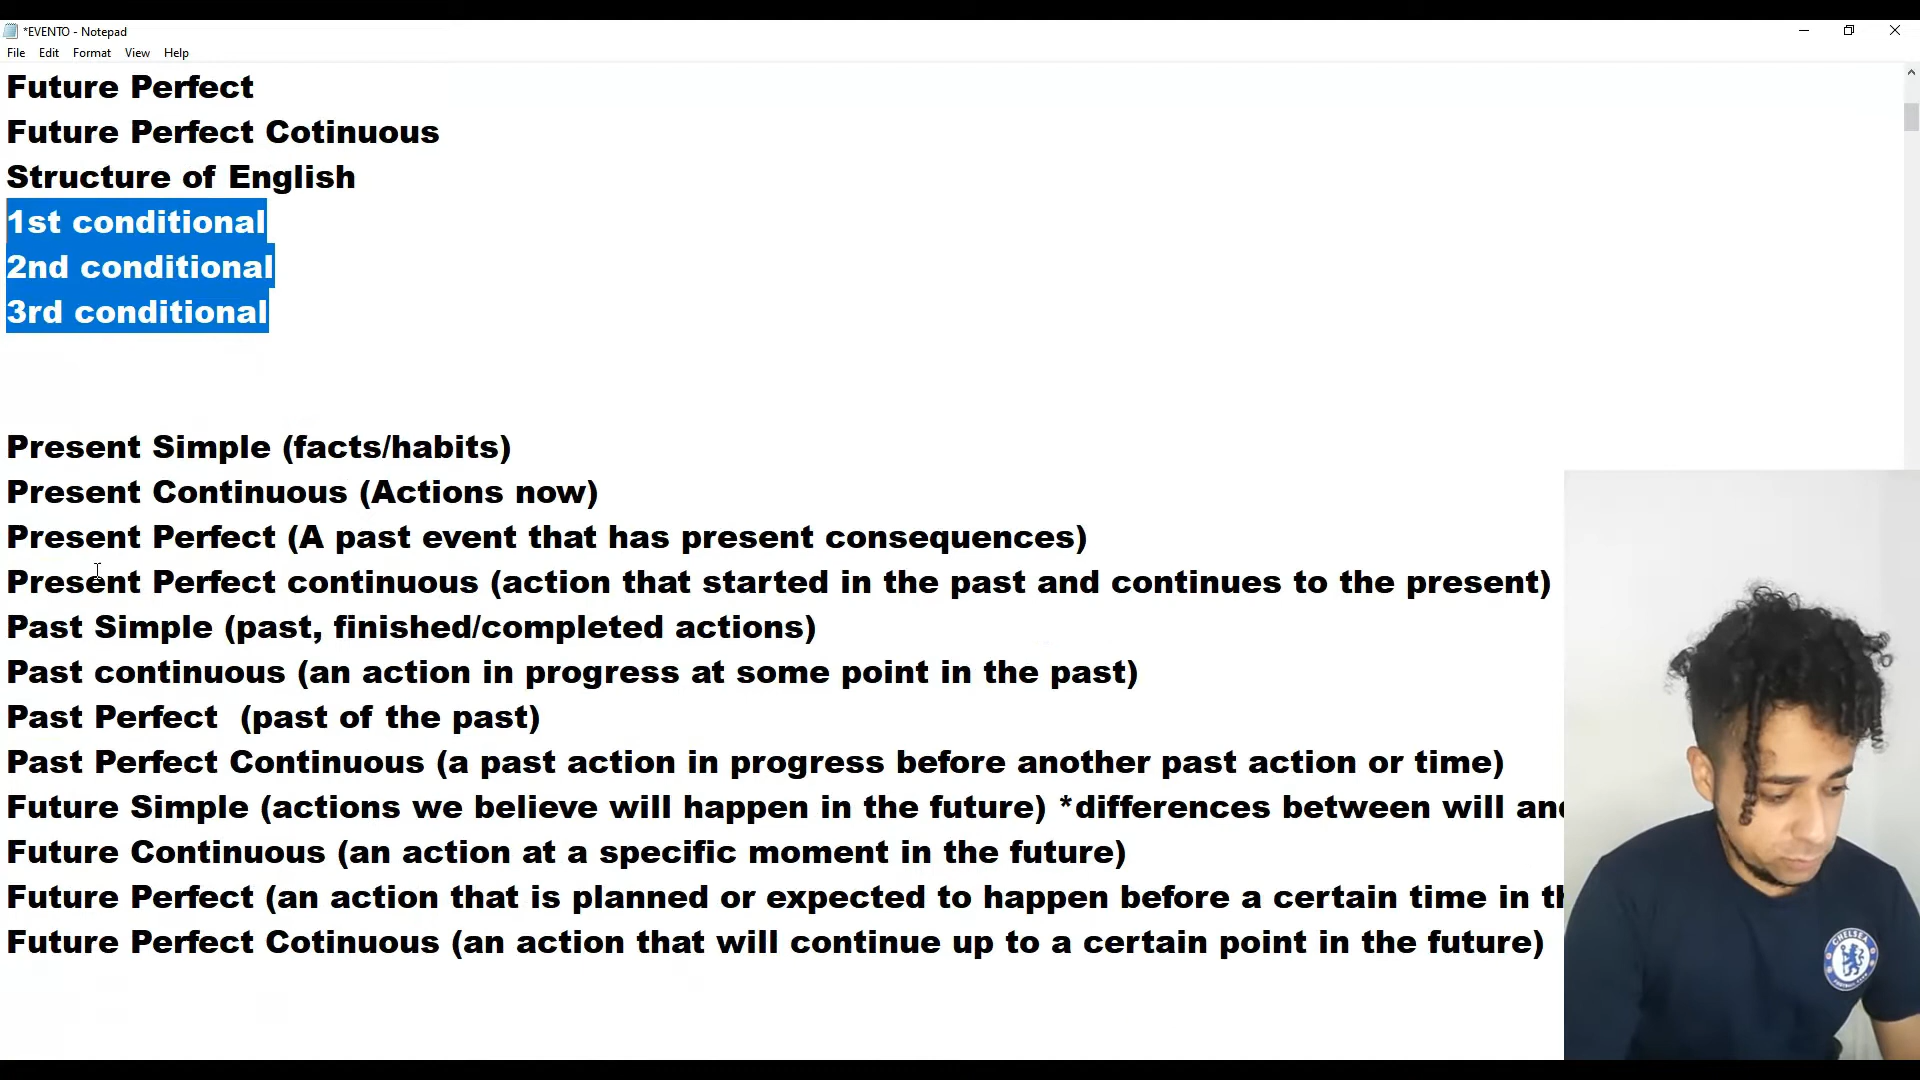 *EVENTO - Notepad
File Edit Format View Help
Future Perfect
Future Perfect Cotinuous
Structure of English
1st conditional
2nd conditional
3rd conditional
Present Simple (facts/habits)
Present Continuous (Actions now)
Present Perfect (A past event that has present consequences)
Present Perfect continuous (action that started in the past and continues to the present)
Past Simple (past, finished/completed actions)
Past continuous (an action in progress at some point in the past)
Past Perfect  (past of the past)
Past Perfect Continuous (a past action in progress before another past action or time)
Future Simple (actions we believe will happen in the future) *differences between will
Future Continuous (an action at a specific moment in the future)
Future Perfect (an action that is planned or expected to happen before a certain time in
Future Perfect Cotinuous (an action that will continue up to a certain point in the future)
CHELSEA
FOOTBALL CLUB